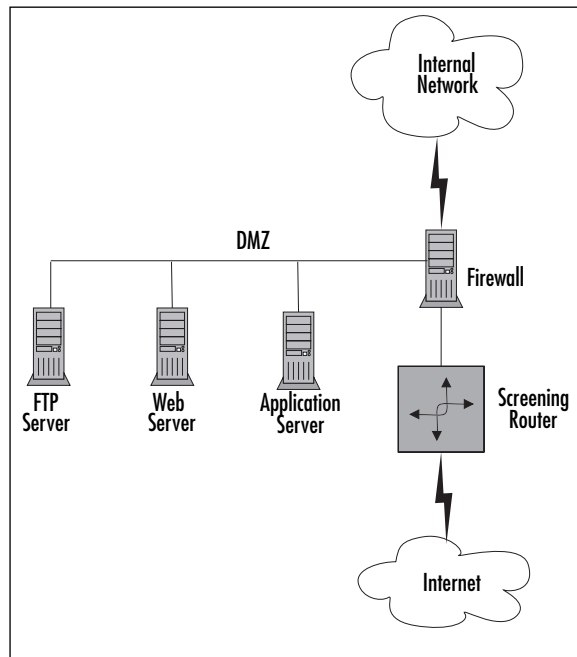 Internal
Network
DMZ
Firewall
FTP
Server
Web
Server
Application
Server
Screening
Router
Internet